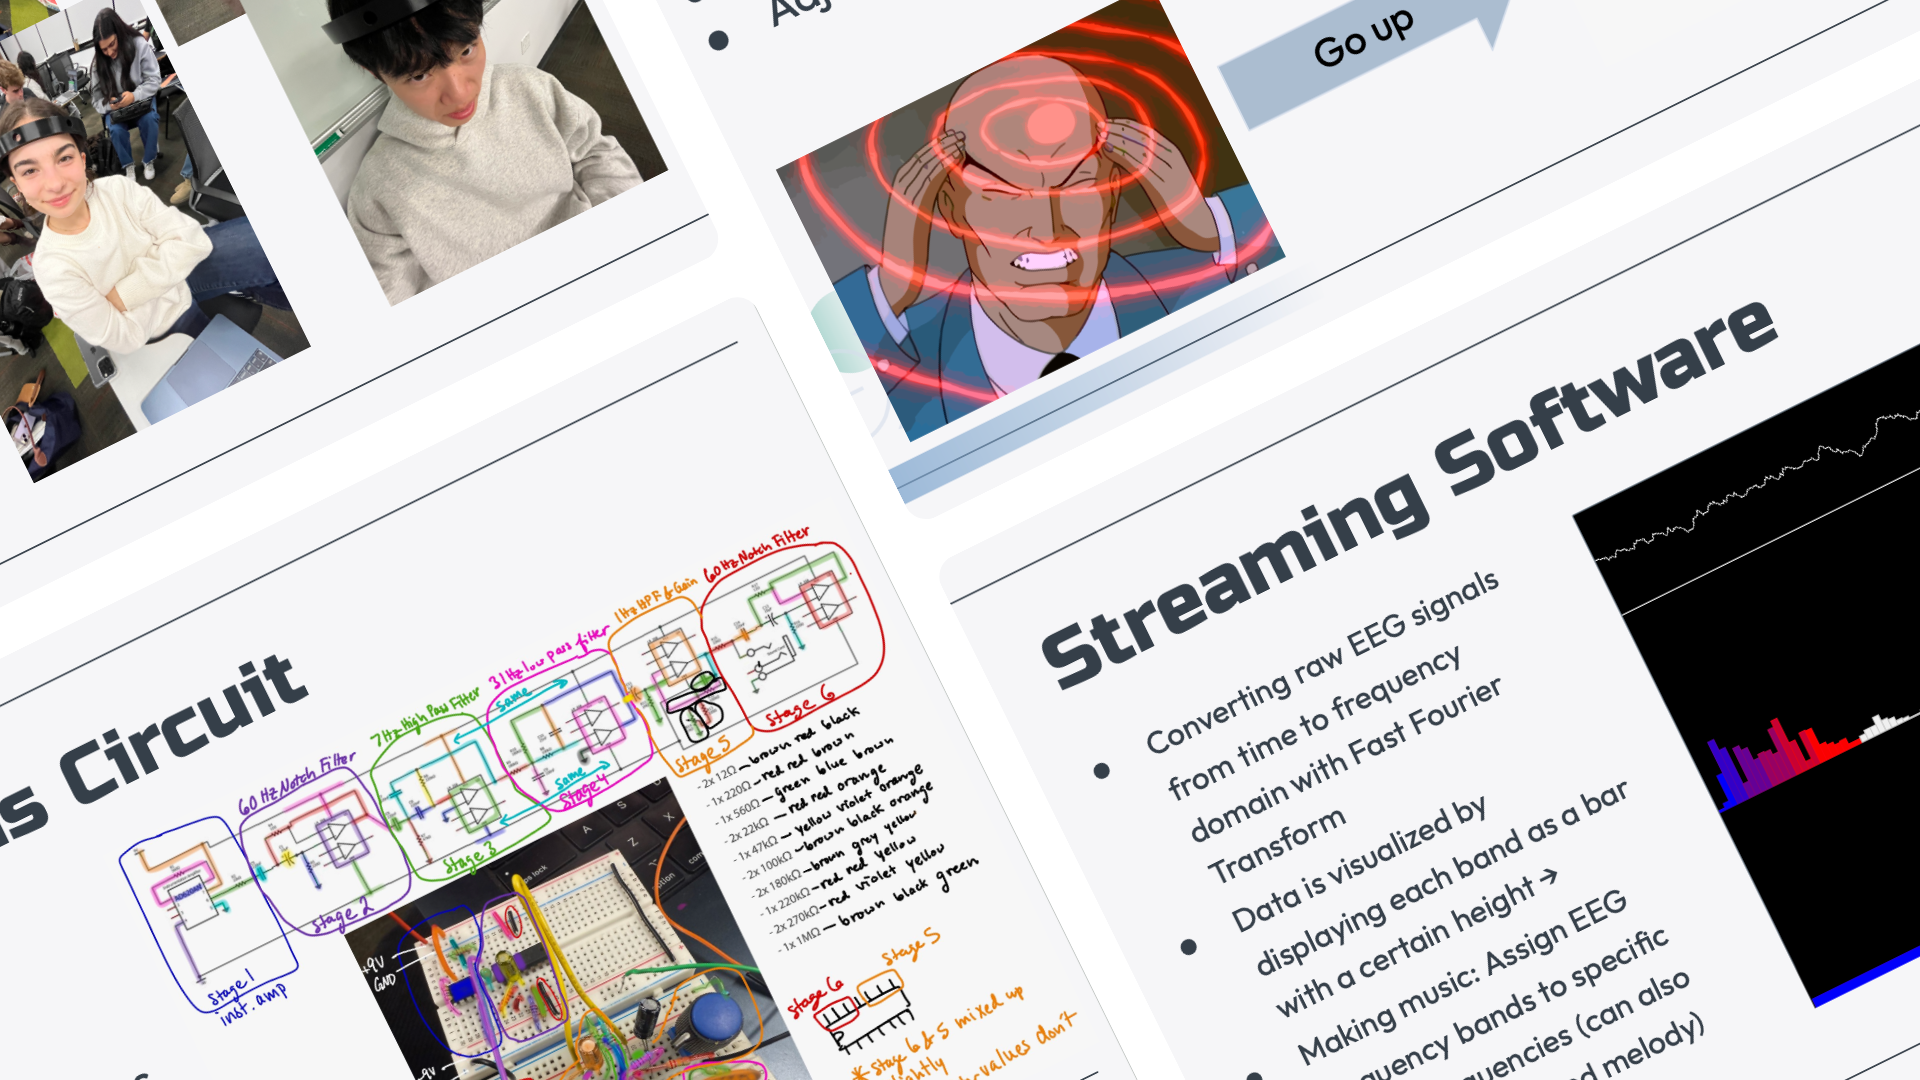 Go up
Streaming Software
Converting raw EEG signals
from time to frequency
domain with Fast Fourier
Transform
Data is visualized by
displaying each band as a bar
with a certain height →
Making music: Assign EEG
quency bands to specific
quencies (can also
d melody)
s Circuit
Stage 1
inst. amp
60 Hz Notch Filter
Stage 2
7Hz High Pass Filter
Stage 3
31Hz low pass filter
same
same
Stage 4
1Hz HPF & Gain
Stage 5
60 Hz Notch Filter
Stage 6
- 2x 12Ω — brown red black
- 1x 220Ω — red red brown
- 1x 560Ω — green blue brown
- 2x 22kΩ — red red orange
- 1x 47kΩ — yellow violet orange
- 2x 100kΩ — brown black orange
- 2x 180kΩ — brown grey yellow
- 1x 220kΩ — red red yellow
- 2x 270kΩ — red violet yellow
- 1x 1MΩ — brown black green
+9V
GND
-9V
A
S
Z
X
Stage 6
Stage 5
* Stage 6 & 5 mixed up
values don't